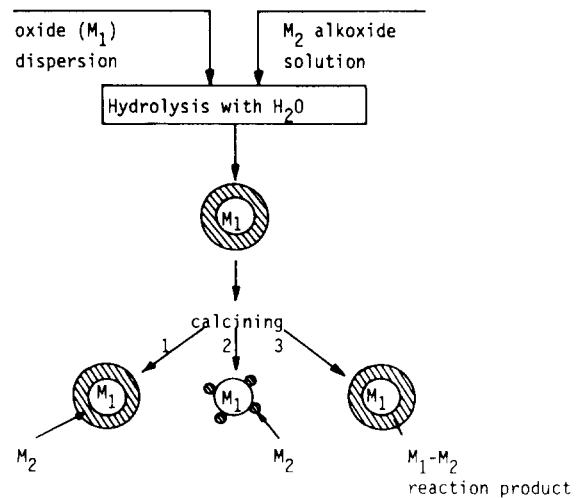 oxide (M1)
dispersion
M2 alkoxide
solution
Hydrolysis with H2O
M1
calcining
1 2 3
M1
M1
M1
M2
M2
M1-M2
reaction product